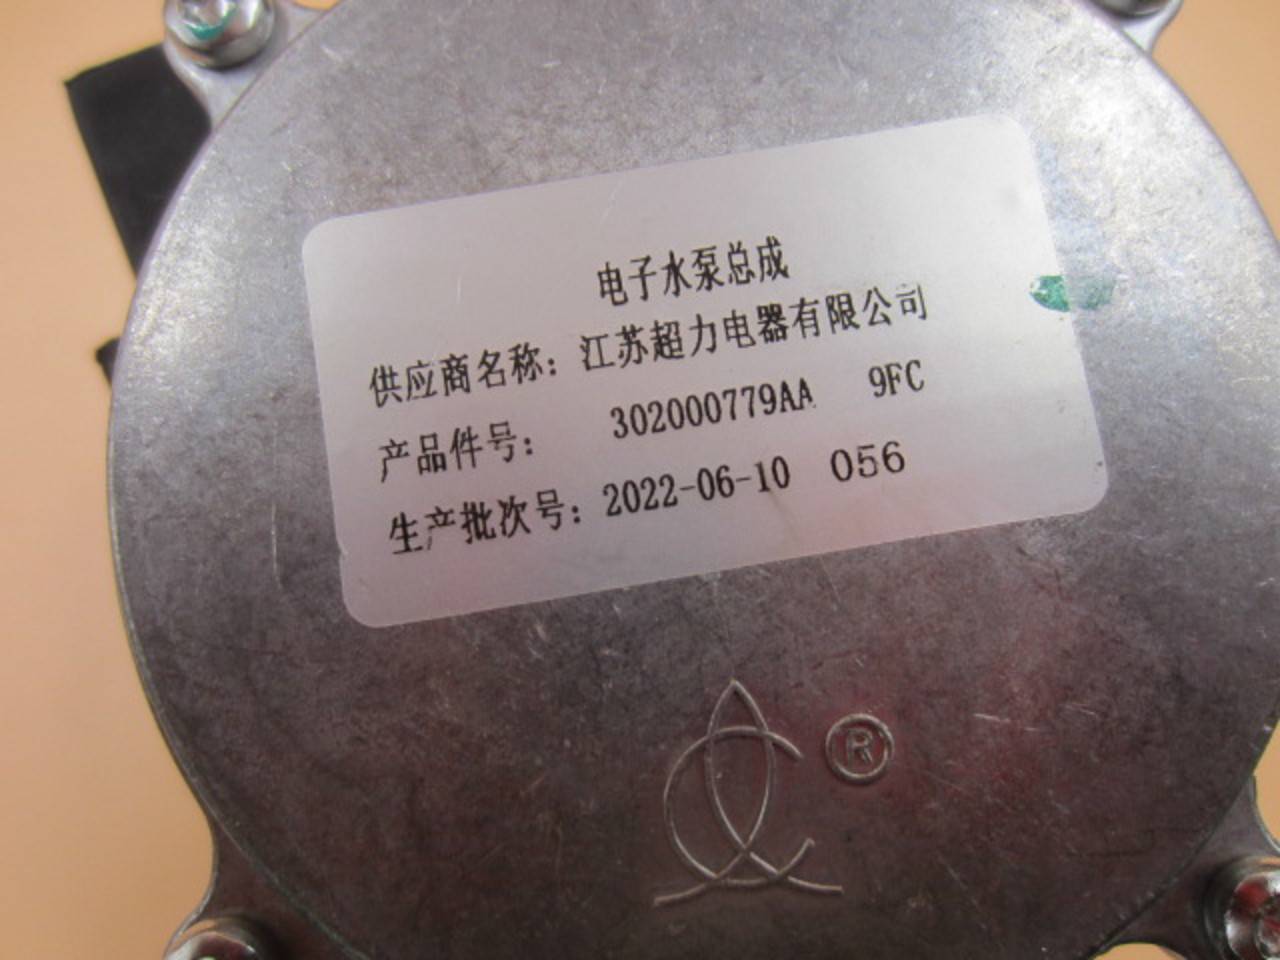 电子水泵总成
供应商名称：江苏超力电器有限公司
产品件号： 302000779AA 9FC
生产批次号：2022-06-10 056
®